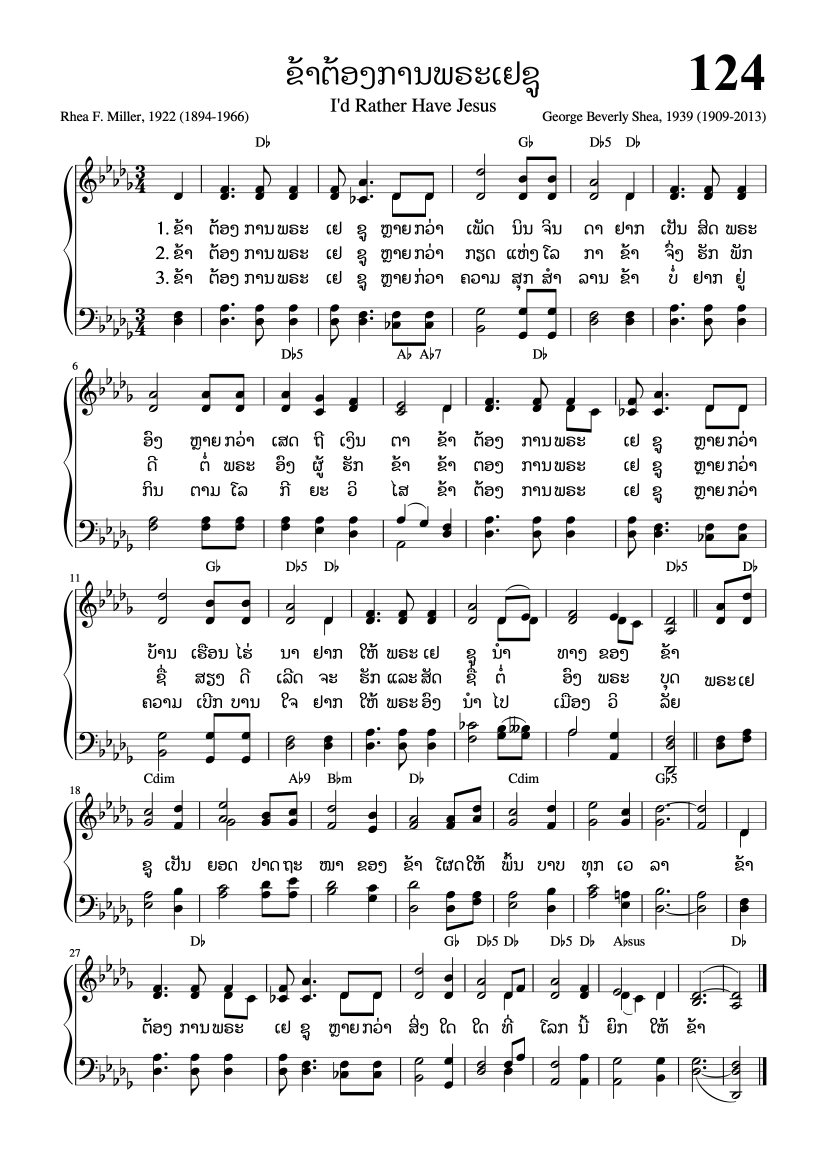 ຂ້າຕ້ອງການພຣະເຢຊູ
124
I'd Rather Have Jesus
Rhea F. Miller, 1922 (1894-1966)
George Beverly Shea, 1939 (1909-2013)
D♭ G♭ D♭5 D♭
1. ຂ້າ ຕ້ອງ ການ ພຣະ ເຢ ຊູ ຫຼາຍ ກວ່າ ເພັດ ນິນ ຈິນ ດາ ຢາກ ເປັນ ສິດ ພຣະ
2. ຂ້າ ຕ້ອງ ການ ພຣະ ເຢ ຊູ ຫຼາຍ ກວ່າ ກຽດ ແຫ່ງ ໂລ ກາ ຂ້າ ຈຶ່ງ ຮັກ ພັກ
3. ຂ້າ ຕ້ອງ ການ ພຣະ ເຢ ຊູ ຫຼາຍ ກ່ວາ ຄວາມ ສຸກ ສຳ ລານ ຂ້າ ບໍ່ ຢາກ ຢູ່
6 D♭5 A♭ A♭7 D♭
ອົງ ຫຼາຍ ກວ່າ ເສດ ຖີ ເງິນ ຕາ ຂ້າ ຕ້ອງ ການ ພຣະ ເຢ ຊູ ຫຼາຍ ກວ່າ
ດີ ຕໍ່ ພຣະ ອົງ ຜູ້ ຮັກ ຂ້າ ຂ້າ ຕອງ ການ ພຣະ ເຢ ຊູ ຫຼາຍ ກວ່າ
ກິນ ຕາມ ໂລ ກີ ຍະ ວິ ໄສ ຂ້າ ຕ້ອງ ການ ພຣະ ເຢ ຊູ ຫຼາຍ ກວ່າ
11 G♭ D♭5 D♭ D♭5 D♭
ບ້ານ ເຮືອນ ໄຮ່ ນາ ຢາກ ໃຫ້ ພຣະ ເຢ ຊູ ນຳ ທາງ ຂອງ ຂ້າ
ຊື່ ສຽງ ດີ ເລີດ ຈະ ຮັກ ແລະ ສັດ ຊື່ ຕໍ່ ອົງ ພຣະ ບຸດ ພຣະ ເຢ
ຄວາມ ເບີກ ບານ ໃຈ ຢາກ ໃຫ້ ພຣະ ອົງ ນຳ ໄປ ເມືອງ ວິ ລັຍ
18 Cdim A♭9 B♭m D♭ Cdim G♭5
ຊູ ເປັນ ຍອດ ປາດ ຖະ ໜາ ຂອງ ຂ້າ ໂຜດ ໃຫ້ ພົ້ນ ບາບ ທຸກ ເວ ລາ ຂ້າ
27 D♭ G♭ D♭5 D♭ D♭5 D♭ A♭sus D♭
ຕ້ອງ ການ ພຣະ ເຢ ຊູ ຫຼາຍ ກວ່າ ສິ່ງ ໃດ ໃດ ທີ່ ໂລກ ນີ້ ຍົກ ໃຫ້ ຂ້າ